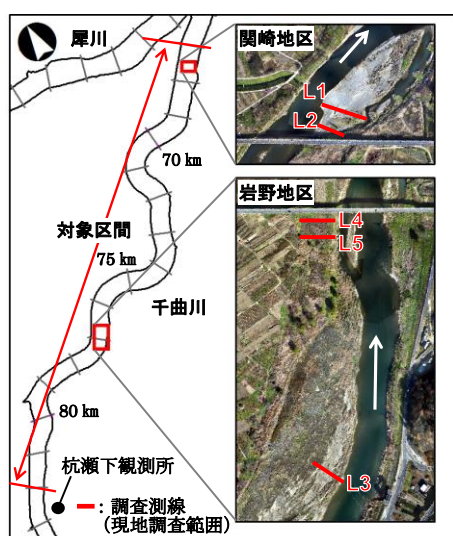 犀川
70 km
対象区間
75 km
千曲川
80 km
杭瀬下観測所
:調査測線
(現地調査範囲)
関崎地区
L1
L2
岩野地区
L4
L5
L3